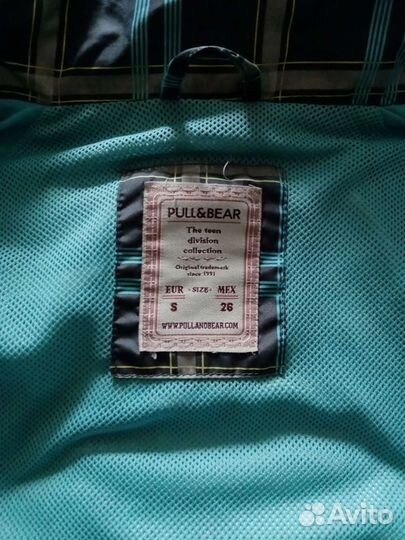 PULL&BEAR
The teen
division
collection
Original trademark
since 1991
EUR -SIZE- MEX
S 26
WWW.PULLANDBEAR.COM
Avito